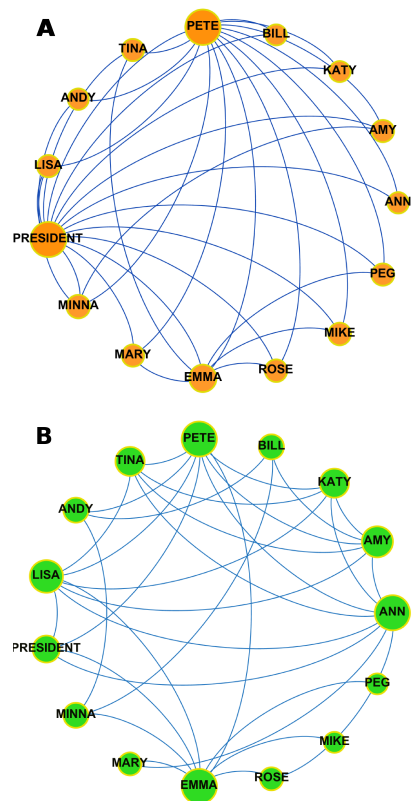 A
PETE
BILL
TINA
KATY
ANDY
AMY
LISA
ANN
PRESIDENT
PEG
MINNA
MIKE
MARY
ROSE
EMMA
B
PETE
BILL
TINA
KATY
ANDY
AMY
LISA
ANN
PRESIDENT
PEG
MINNA
MIKE
MARY
ROSE
EMMA